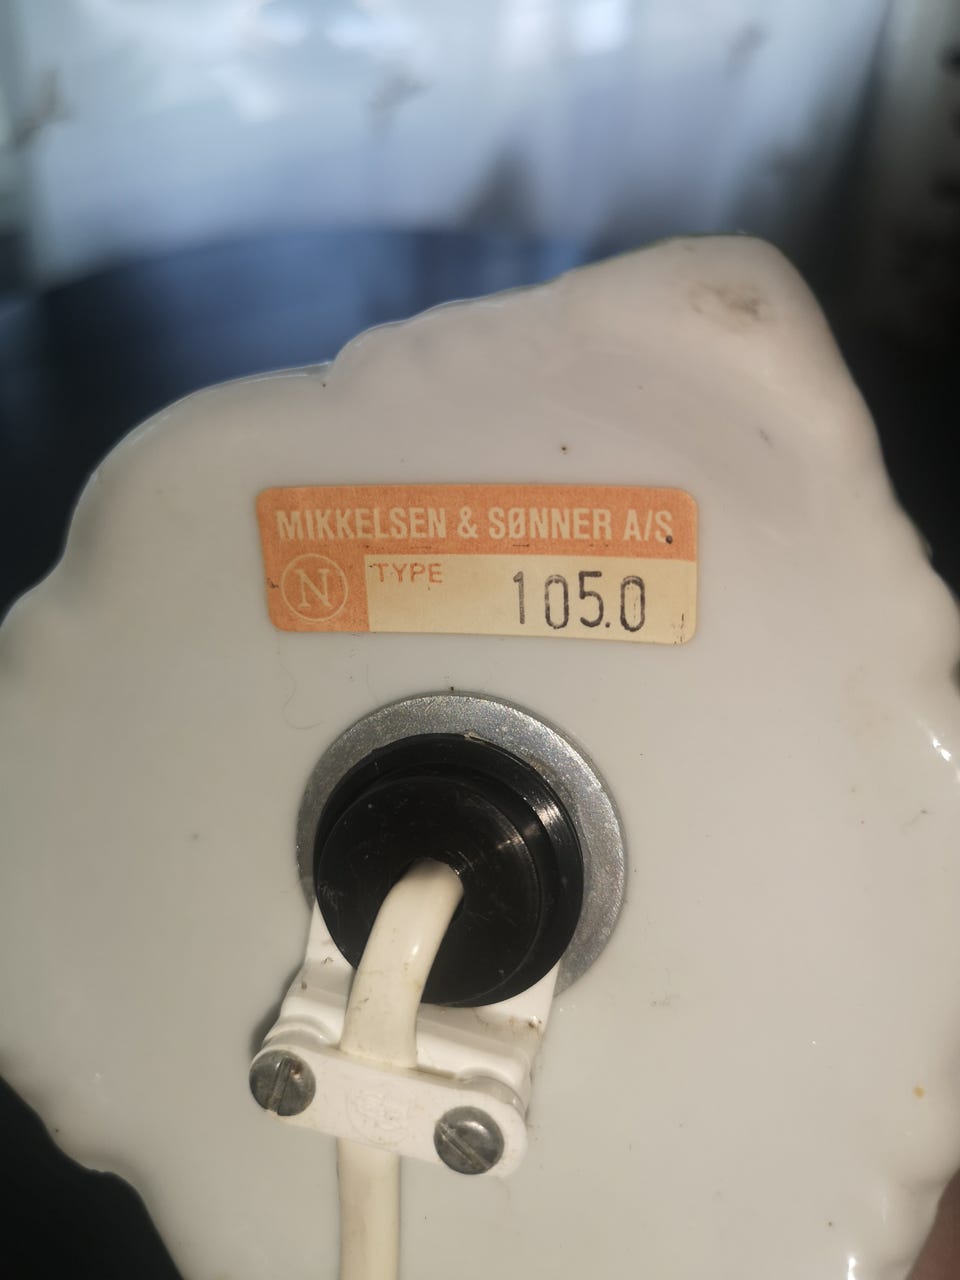 MIKKELSEN & SØNNER A/S
N TYPE 105.0